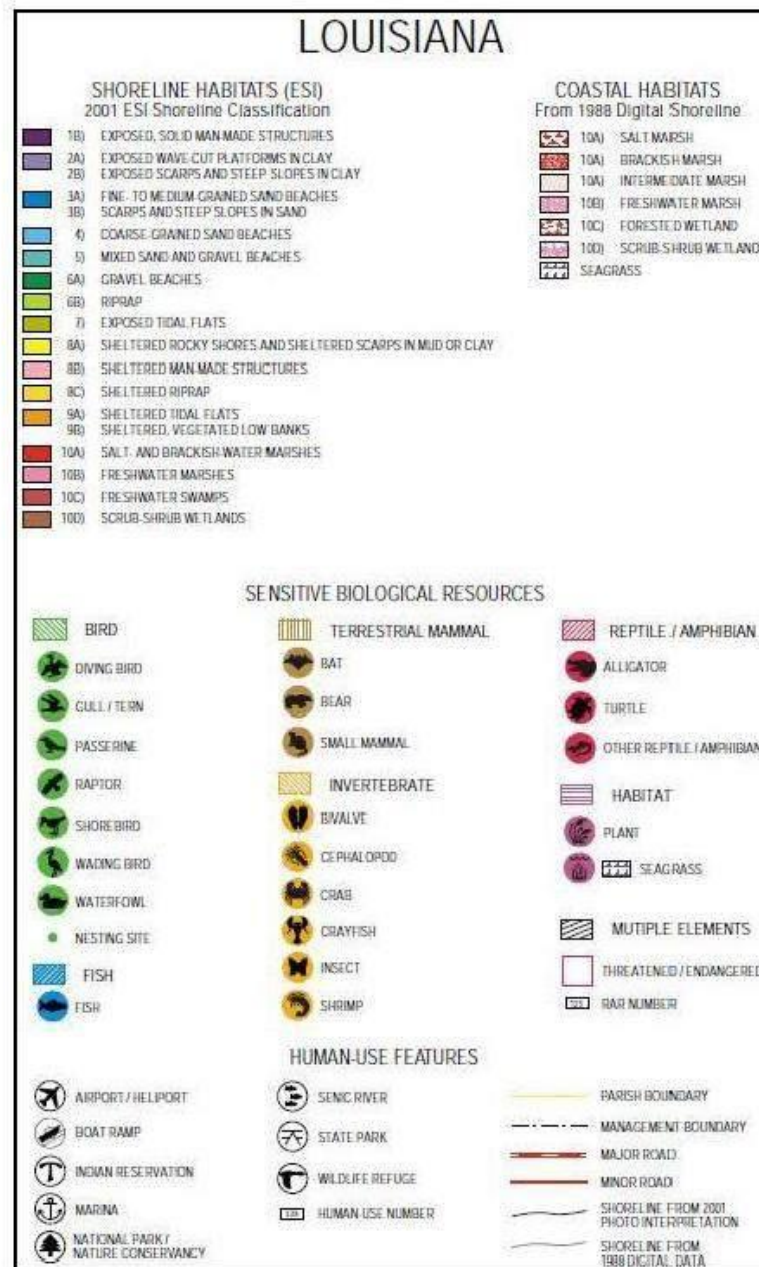 LOUISIANA
SHORELINE HABITATS (ESI)
2001 ESI Shoreline Classification
1B) EXPOSED, SOLID MAN-MADE STRUCTURES
2A) EXPOSED WAVE-CUT PLATFORMS IN CLAY
2B) EXPOSED SCARPS AND STEEP SLOPES IN CLAY
3A) FINE- TO MEDIUM-GRAINED SAND BEACHES
3B) SCARPS AND STEEP SLOPES IN SAND
4) COARSE-GRAINED SAND BEACHES
5) MIXED SAND AND GRAVEL BEACHES
6A) GRAVEL BEACHES
6B) RIPRAP
7) EXPOSED TIDAL FLATS
8A) SHELTERED ROCKY SHORES AND SHELTERED SCARPS IN MUD OR CLAY
8B) SHELTERED MAN-MADE STRUCTURES
8C) SHELTERED RIPRAP
9A) SHELTERED TIDAL FLATS
9B) SHELTERED, VEGETATED LOW BANKS
10A) SALT- AND BRACKISH-WATER MARSHES
10B) FRESHWATER MARSHES
10C) FRESHWATER SWAMPS
10D) SCRUB-SHRUB WETLANDS
COASTAL HABITATS
From 1988 Digital Shoreline
10A) SALT MARSH
10A) BRACKISH MARSH
10A) INTERMEDIATE MARSH
10B) FRESHWATER MARSH
10C) FORESTED WETLAND
10D) SCRUB-SHRUB WETLAND
SEAGRASS
SENSITIVE BIOLOGICAL RESOURCES
BIRD
DIVING BIRD
GULL / TERN
PASSERINE
RAPTOR
SHOREBIRD
WADING BIRD
WATERFOWL
NESTING SITE
FISH
FISH
TERRESTRIAL MAMMAL
BAT
BEAR
SMALL MAMMAL
INVERTEBRATE
BIVALVE
CEPHALOPOD
CRAB
CRAYFISH
INSECT
SHRIMP
REPTILE / AMPHIBIAN
ALLIGATOR
TURTLE
OTHER REPTILE / AMPHIBIAN
HABITAT
PLANT
SEAGRASS
MUTIPLE ELEMENTS
THREATENED / ENDANGERED
123 RAR NUMBER
HUMAN-USE FEATURES
AIRPORT / HELIPORT
BOAT RAMP
INDIAN RESERVATION
MARINA
NATIONAL PARK /
NATURE CONSERVANCY
SENIC RIVER
STATE PARK
WILDLIFE REFUGE
HUMAN-USE NUMBER
PARISH BOUNDARY
MANAGEMENT BOUNDARY
MAJOR ROAD
MINOR ROAD
SHORELINE FROM 2001
PHOTO INTERPRETATION
SHORELINE FROM
1988 DIGITAL DATA